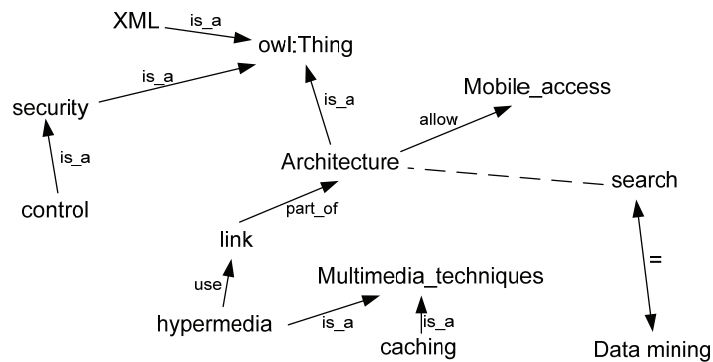 XML
is_a
owl:Thing
is_a
security
is_a
Mobile_access
allow
is_a
Architecture
search
control
part_of
link
=
use
Multimedia_techniques
hypermedia
is_a
is_a
caching
Data mining